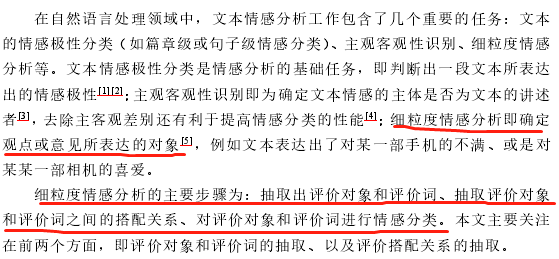 在自然语言处理领域中，文本情感分析工作包含了几个重要的任务：文本
的情感极性分类（如篇章级或句子级情感分类）、主观客观性识别、细粒度情感
分析等。文本情感极性分类是情感分析的基础任务，即判断出一段文本所表达
出的情感极性[1][2]；主观客观性识别即为确定文本情感的主体是否为文本的讲述
者[3]，去除主客观差别还有利于提高情感分类的性能[4]；细粒度情感分析即确定
观点或意见所表达的对象[5]，例如文本表达出了对某一部手机的不满、或是对
某某一部相机的喜爱。
细粒度情感分析的主要步骤为：抽取出评价对象和评价词、抽取评价对象
和评价词之间的搭配关系、对评价对象和评价词进行情感分类。本文主要关注
在前两个方面，即评价对象和评价词的抽取、以及评价搭配关系的抽取。